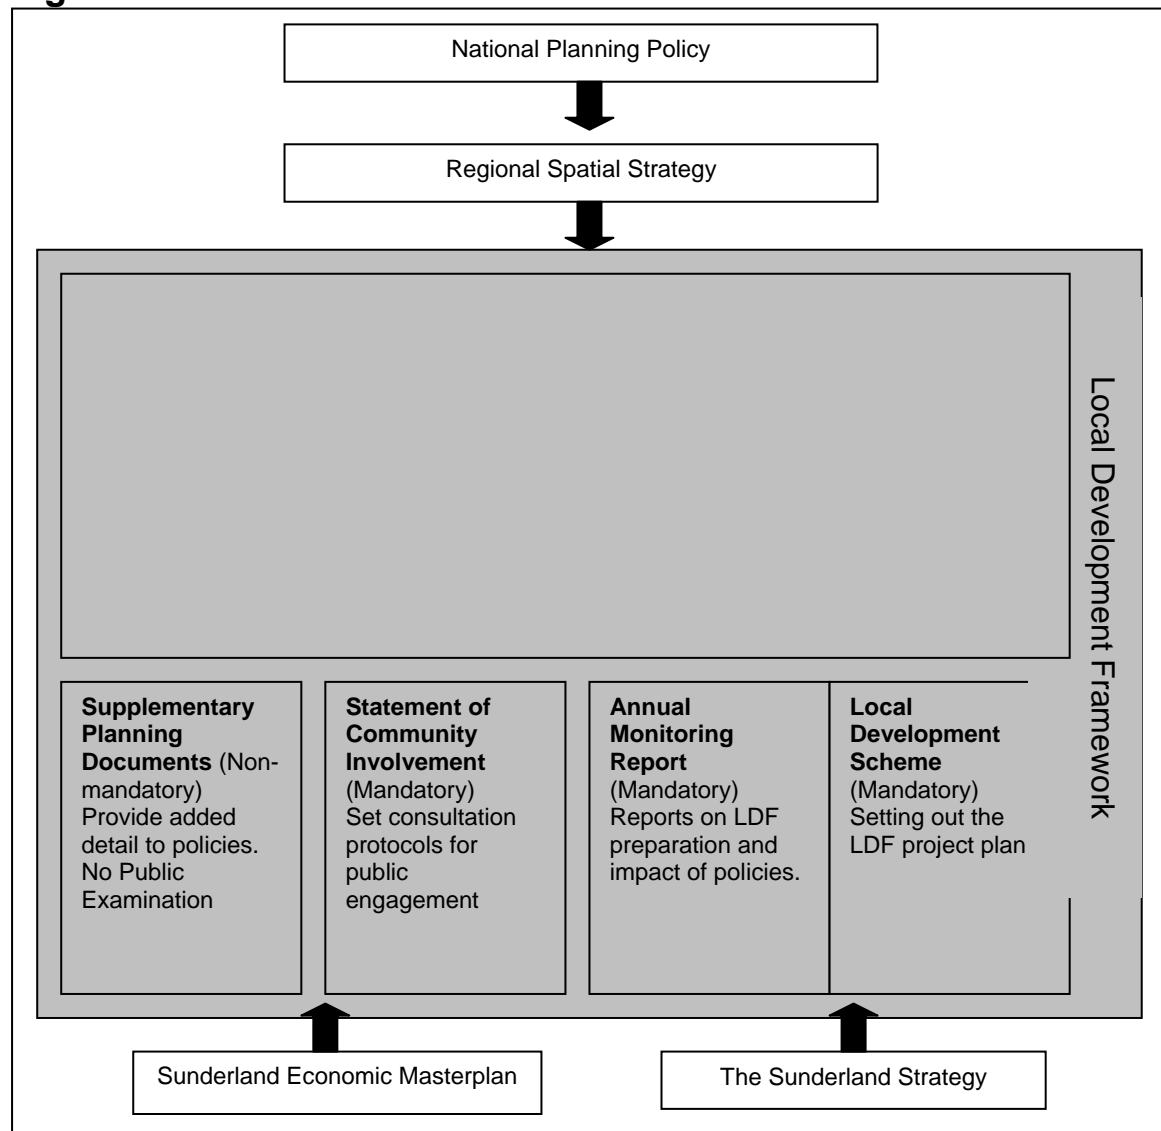 National Planning Policy
Regional Spatial Strategy
Local Development Framework
Supplementary
Planning
Documents (Non-
mandatory)
Provide added
detail to policies.
No Public
Examination
Statement of
Community
Involvement
(Mandatory)
Set consultation
protocols for
public
engagement
Annual
Monitoring
Report
(Mandatory)
Reports on LDF
preparation and
impact of policies.
Local
Development
Scheme
(Mandatory)
Setting out the
LDF project plan
Sunderland Economic Masterplan
The Sunderland Strategy